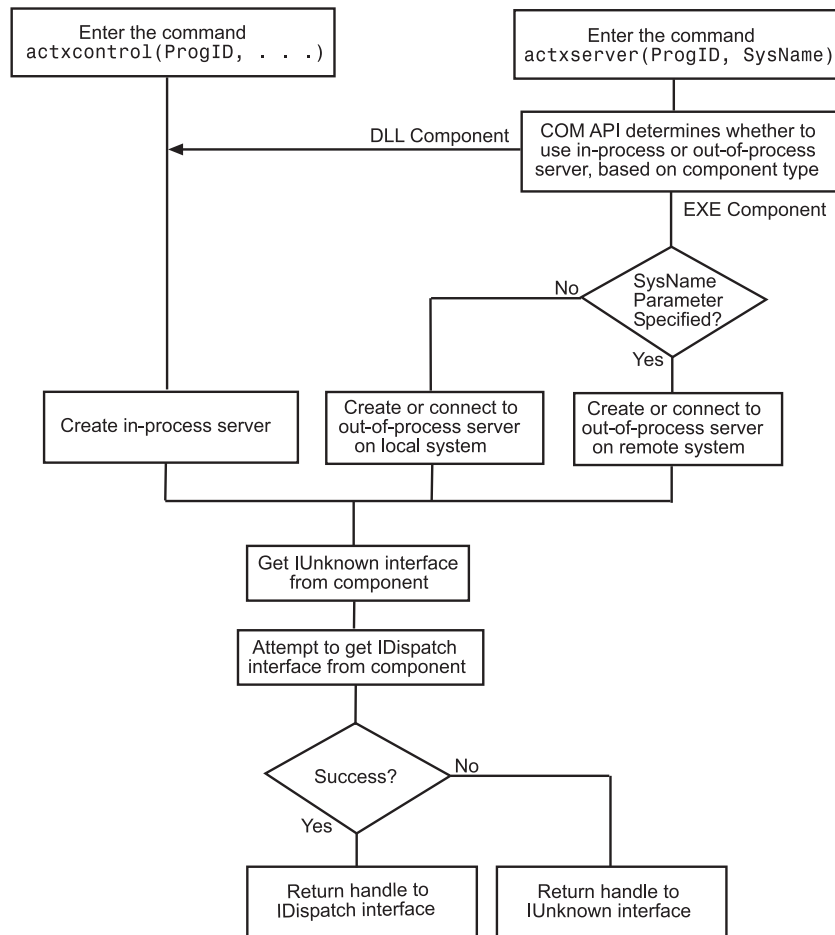 Enter the command
actxcontrol(ProgID, . . .)
Enter the command
actxserver(ProgID, SysName)
DLL Component
COM API determines whether to
use in-process or out-of-process
server, based on component type
EXE Component
No
SysName
Parameter
Specified?
Yes
Create in-process server
Create or connect to
out-of-process server
on local system
Create or connect to
out-of-process server
on remote system
Get IUnknown interface
from component
Attempt to get IDispatch
interface from component
Success?
No
Yes
Return handle to
IDispatch interface
Return handle to
IUnknown interface